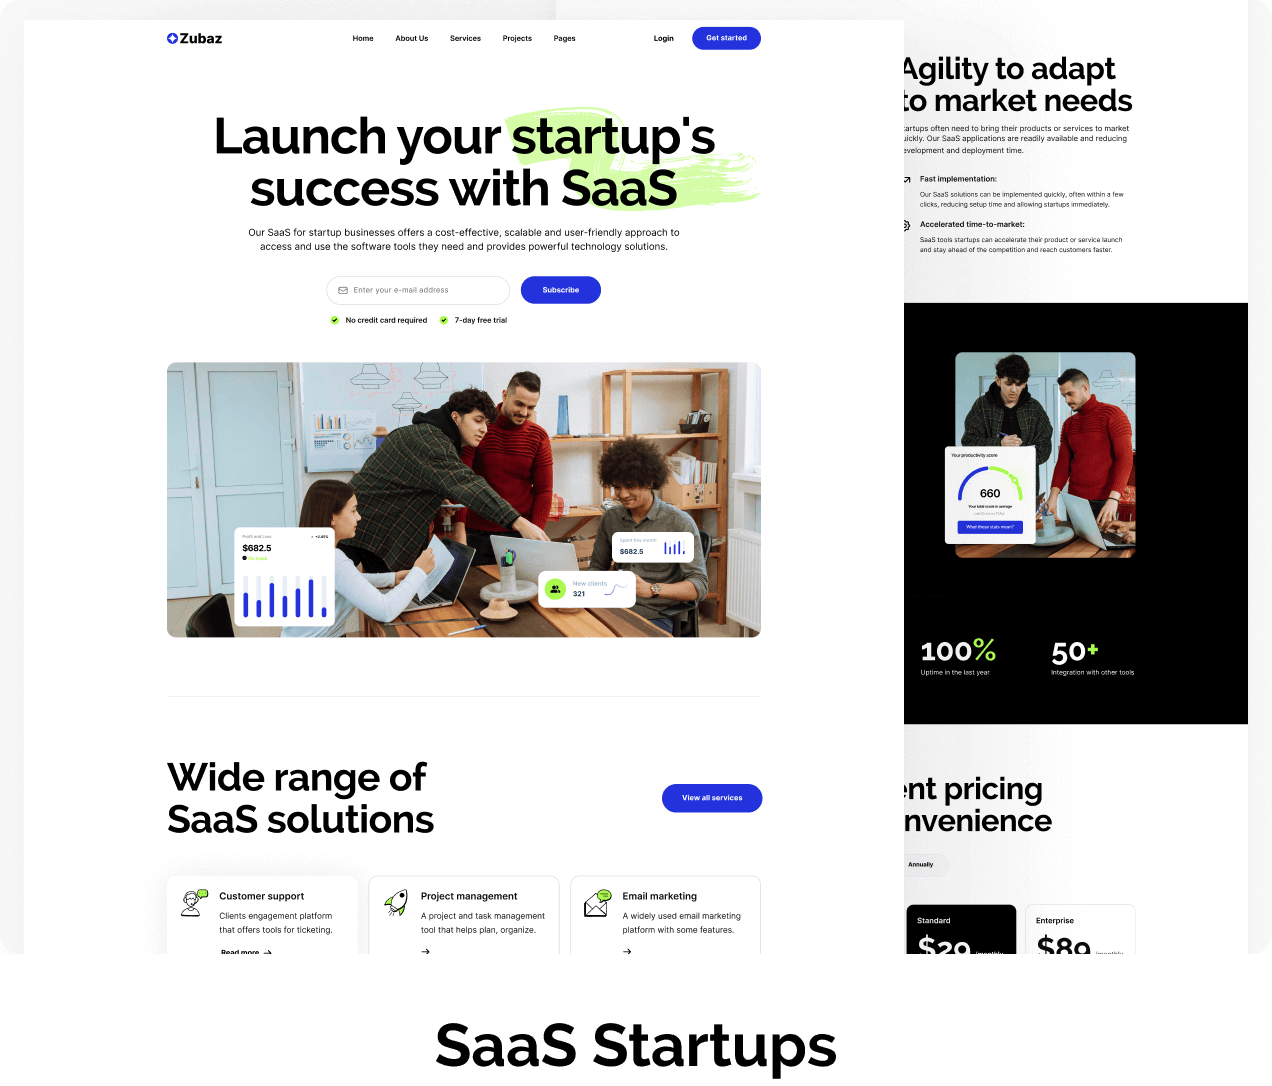 Zubaz
Home About Us Services Projects Pages Login Get started
Launch your startup's
success with SaaS
Our SaaS for startup businesses offers a cost-effective, scalable and user-friendly approach to
access and use the software tools they need and provides powerful technology solutions.
Enter your e-mail address Subscribe
No credit card required 7-day free trial
Profit and Loss
$682.5
Spent this month
$682.5
New clients
321
Wide range of
SaaS solutions
View all services
Customer support
Clients engagement platform
that offers tools for ticketing.
Read more
Project management
A project and task management
tool that helps plan, organize.
Email marketing
A widely used email marketing
platform with some features.
Agility to adapt
to market needs
tartups often need to bring their products or services to market
uickly. Our SaaS applications are readily available and reducing
evelopment and deployment time.
Fast implementation:
Our SaaS solutions can be implemented quickly, often within a few
clicks, reducing setup time and allowing startups immediately.
Accelerated time-to-market:
SaaS tools startups can accelerate their product or service launch
and stay ahead of the competition and reach customers faster.
Your productivity score
660
Your total score is average
What these stats mean?
100% 50+
Uptime in the last year Integration with other tools
ent pricing
nvenience
Annually
Standard
$29 /monthly
Enterprise
$89 /monthly
SaaS Startups